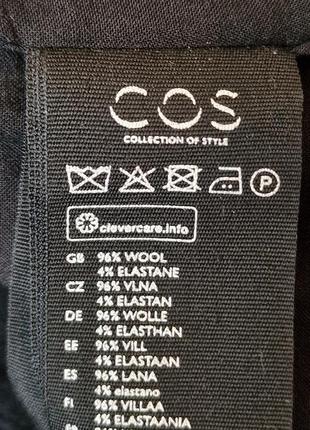 COS
COLLECTION OF STYLE
P
clevercare.info
GB 96% WOOL
4% ELASTANE
CZ 96% VLNA
4% ELASTAN
DE 96% WOLLE
4% ELASTHAN
EE 96% VILL
4% ELASTAAN
ES 96% LANA
4% elastano
FI 96% VILLAA
4% ELASTAANIA